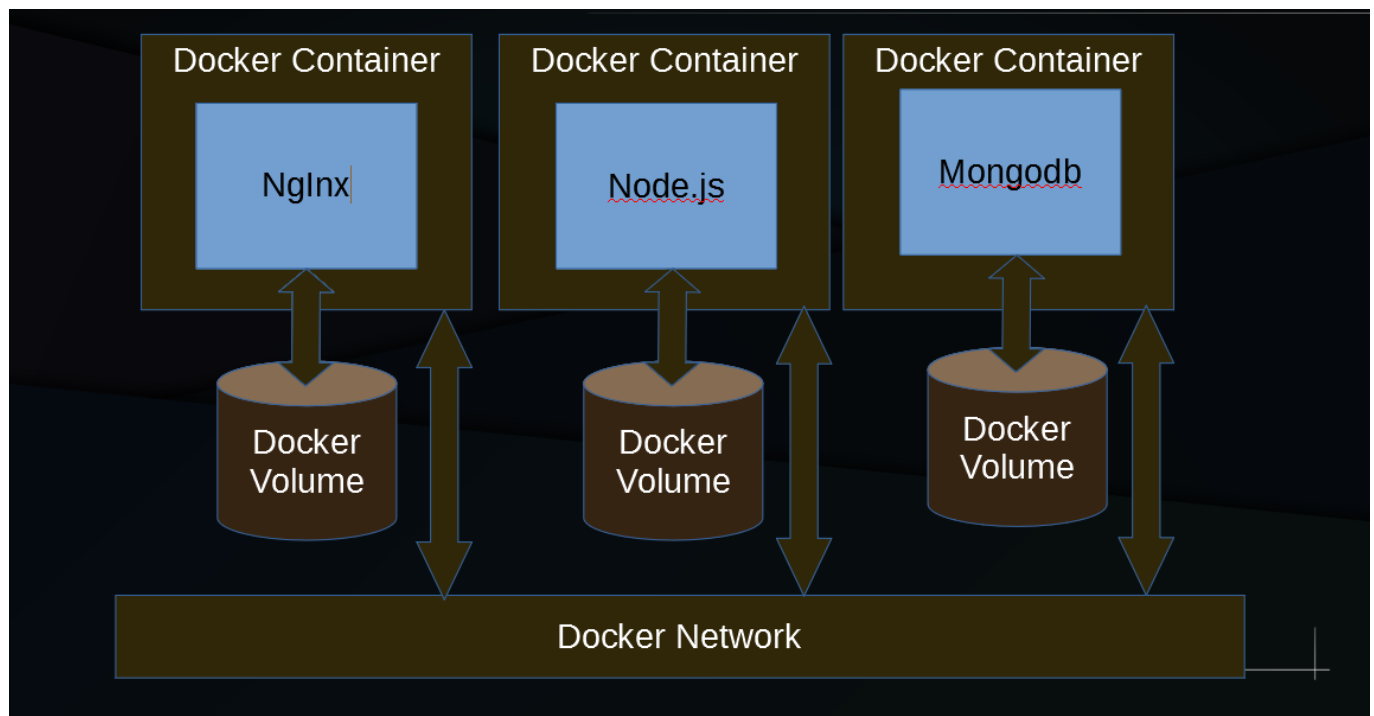 Docker Container
Docker Container
Docker Container
NgInx
Node.js
Mongodb
Docker
Volume
Docker
Volume
Docker
Volume
Docker Network